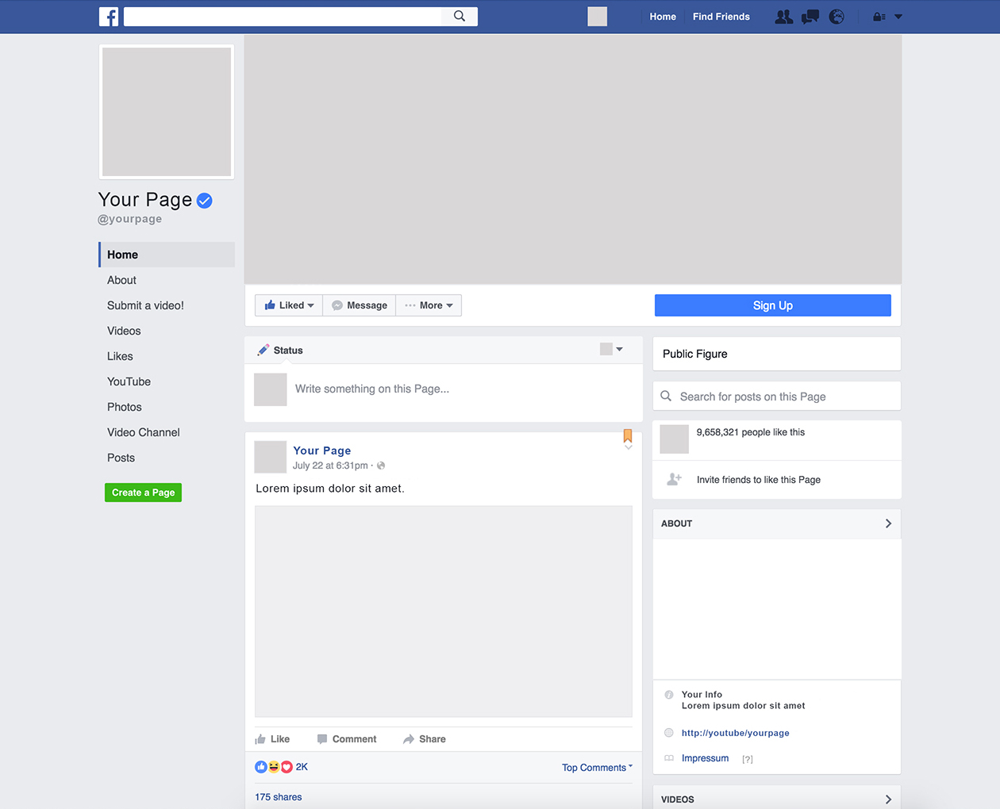 Home
Find Friends
Your Page
@yourpage
Home
About
Submit a video!
Videos
Likes
YouTube
Photos
Video Channel
Posts
Create a Page
Liked
Message
More
Sign Up
Status
Write something on this Page...
Your Page
July 22 at 6:31pm ·
Lorem ipsum dolor sit amet.
Like
Comment
Share
2K
Top Comments
175 shares
Public Figure
Search for posts on this Page
9,658,321 people like this
Invite friends to like this Page
ABOUT
Your Info
Lorem ipsum dolor sit amet
http://youtube/yourpage
Impressum [?]
VIDEOS